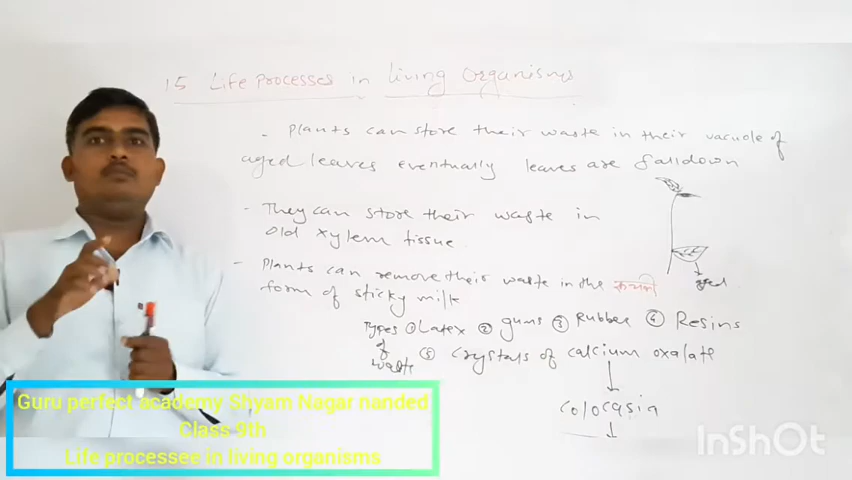 15 Life Processes in living Organisms
- Plants can store their waste in their vacuole of
aged leaves eventually leaves are falldown
- They can store their waste in
old xylem tissue
- Plants can remove their waste in the
form of sticky milk
aged
Types of waste ① Latex ② gums ③ Rubber ④ Resins
⑤ Crystals of calcium oxalate
colocasia
Guru perfect academy Shyam Nagar nanded
Class-9th
Life processee in living organisms
InShOt